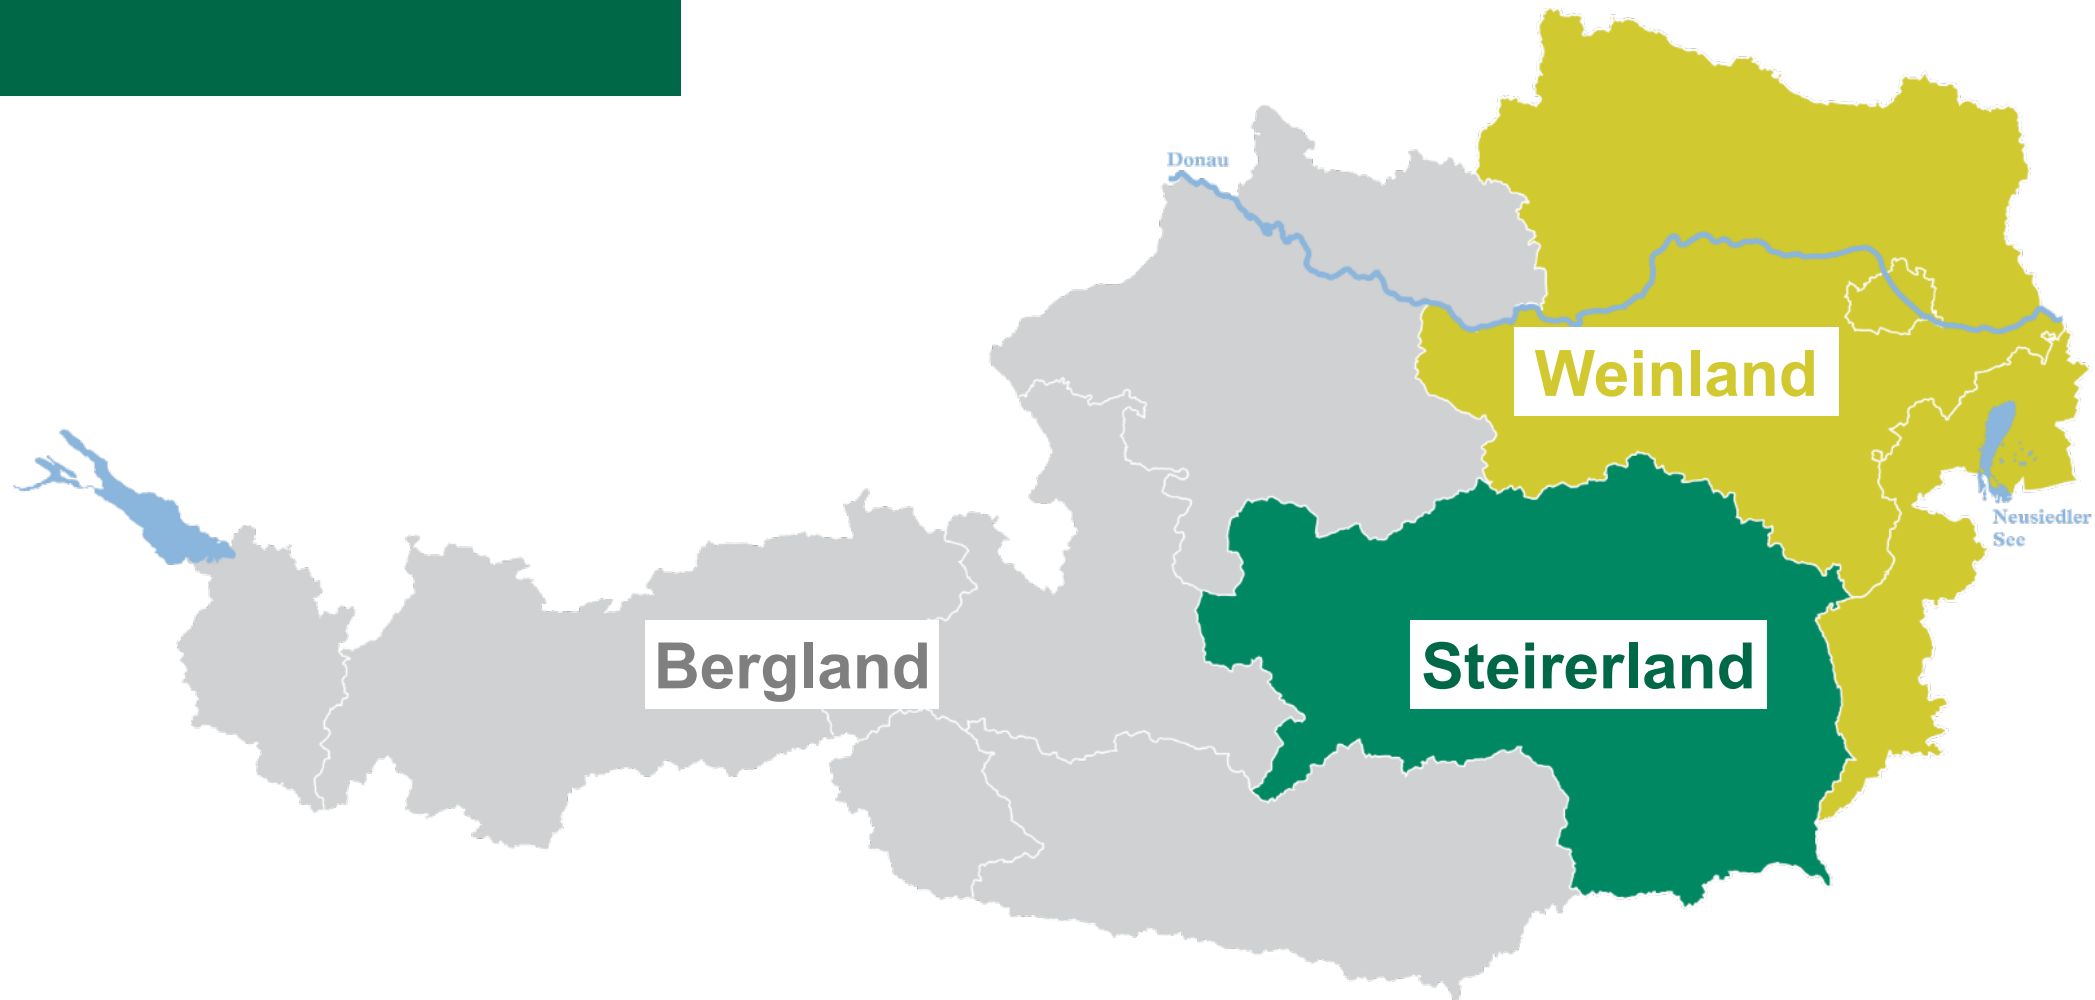 Donau
Weinland
Neusiedler
See
Bergland
Steirerland